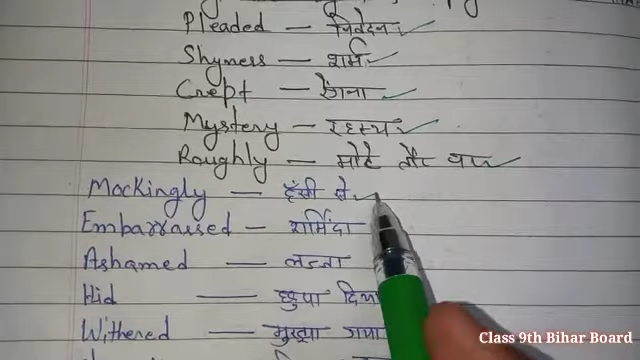 Pleaded — निवेदन
Shyness — शर्म
Crept — रेंगना
Mystery — रहस्य
Roughly — मोटे तौर पर
Mockingly — हँसी से
Embarrassed — शर्मिंदा
Ashamed — लज्जा
Hid — छुपा दिया
Withered — मुरझा गया
Class 9th Bihar Board